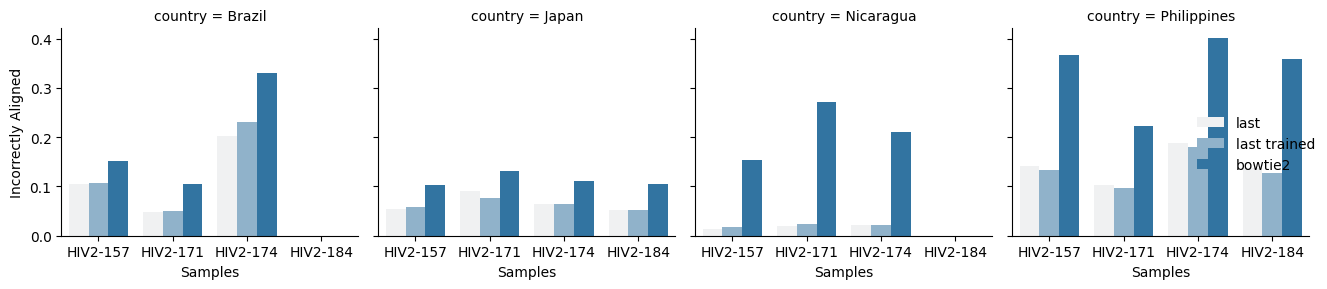 country = Brazil
country = Japan
country = Nicaragua
country = Philippines
Incorrectly Aligned
0.4
0.3
0.2
0.1
0.0
last
last trained
bowtie2
HIV2-157 HIV2-171 HIV2-174 HIV2-184
HIV2-157 HIV2-171 HIV2-174 HIV2-184
HIV2-157 HIV2-171 HIV2-174 HIV2-184
HIV2-157 HIV2-171 HIV2-174 HIV2-184
Samples
Samples
Samples
Samples